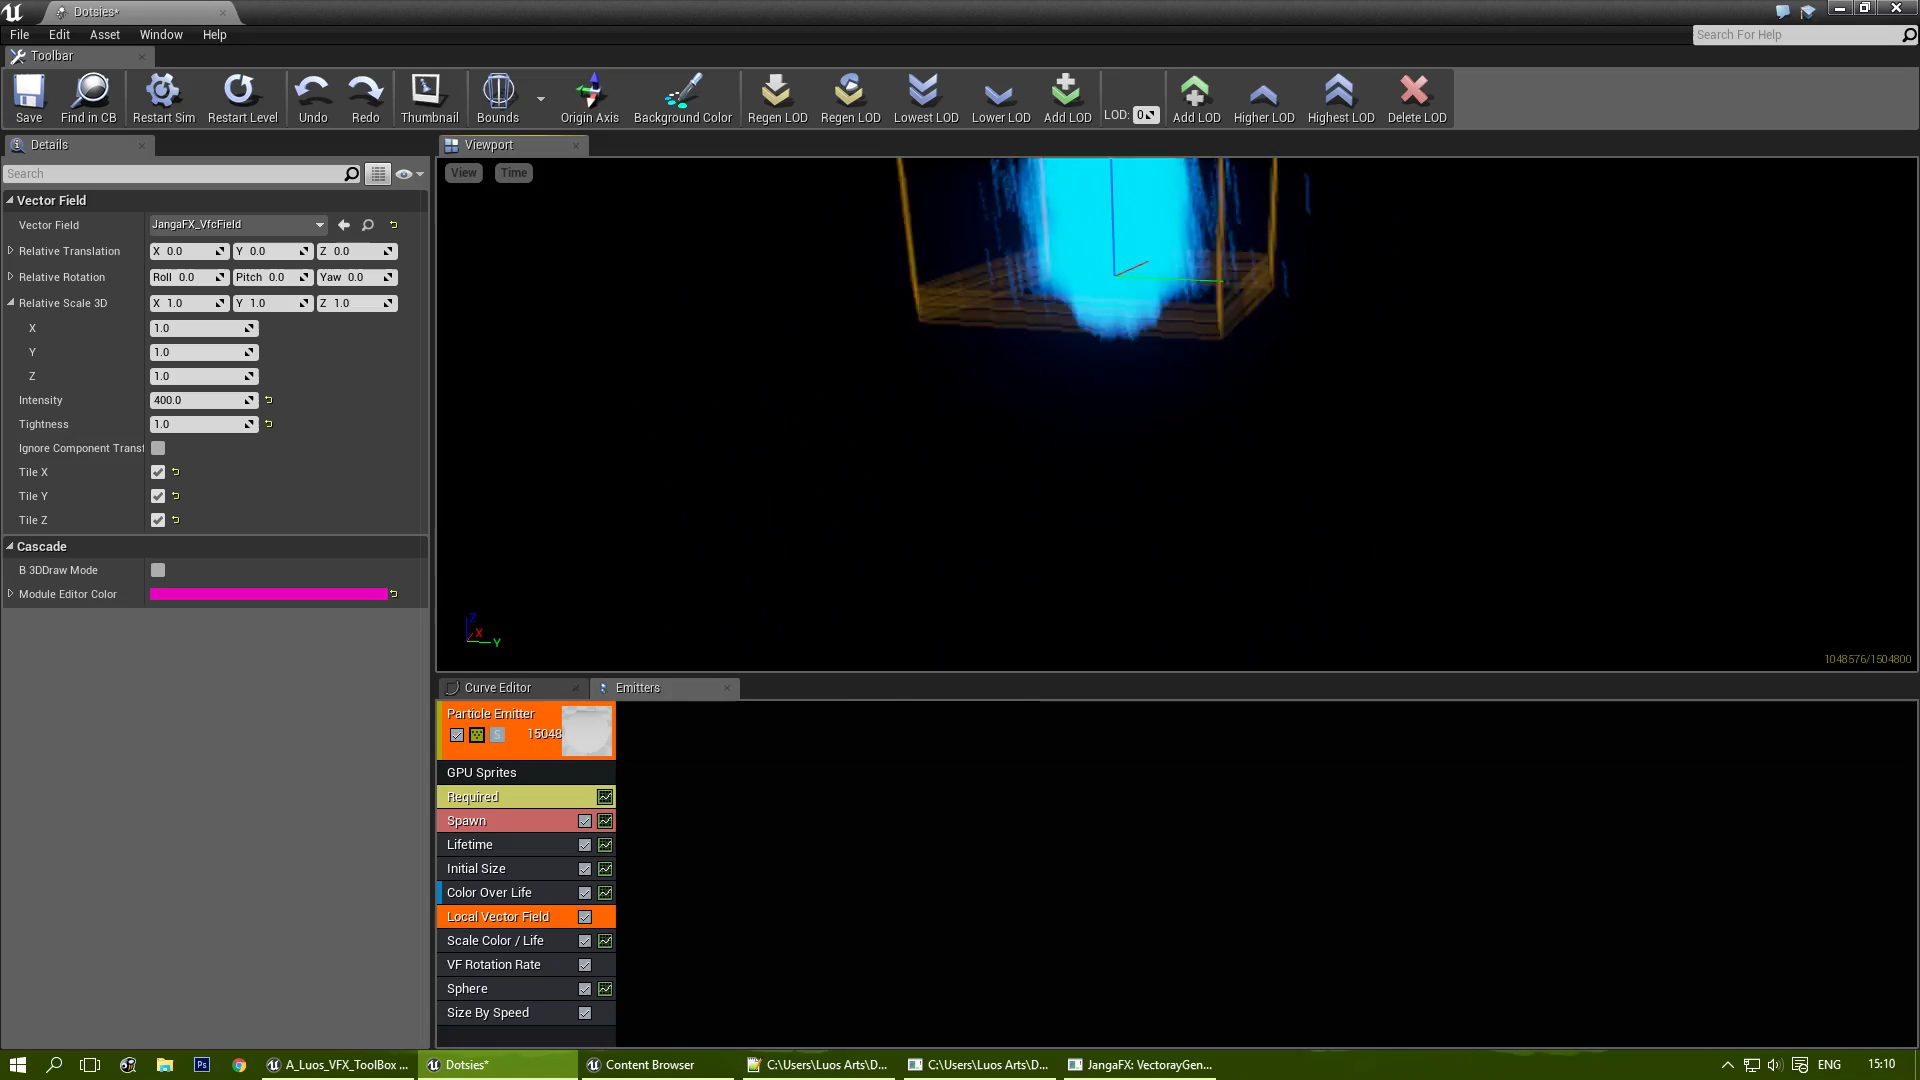 Dotsies*
File Edit Asset Window Help
Search For Help
Toolbar
Save Find in CB Restart Sim Restart Level Undo Redo Thumbnail Bounds Origin Axis Background Color Regen LOD Regen LOD Lowest LOD Lower LOD Add LOD LOD: 0 Add LOD Higher LOD Highest LOD Delete LOD
Details
Viewport
Search
View Time
Vector Field
Vector Field JangaFX_VfcField
Relative Translation X 0.0 Y 0.0 Z 0.0
Relative Rotation Roll 0.0 Pitch 0.0 Yaw 0.0
Relative Scale 3D X 1.0 Y 1.0 Z 1.0
X 1.0
Y 1.0
Z 1.0
Intensity 400.0
Tightness 1.0
Ignore Component Transf
Tile X
Tile Y
Tile Z
Cascade
B 3DDraw Mode
Module Editor Color
Z
X
Y
1048576/1504800
Curve Editor
Emitters
Particle Emitter
S 15048
GPU Sprites
Required
Spawn
Lifetime
Initial Size
Color Over Life
Local Vector Field
Scale Color / Life
VF Rotation Rate
Sphere
Size By Speed
Ps A_Luos_VFX_ToolBox ... Dotsies* Content Browser C:\Users\Luos Arts\D... C:\Users\Luos Arts\D... JangaFX: VectorayGen... ENG 15:10